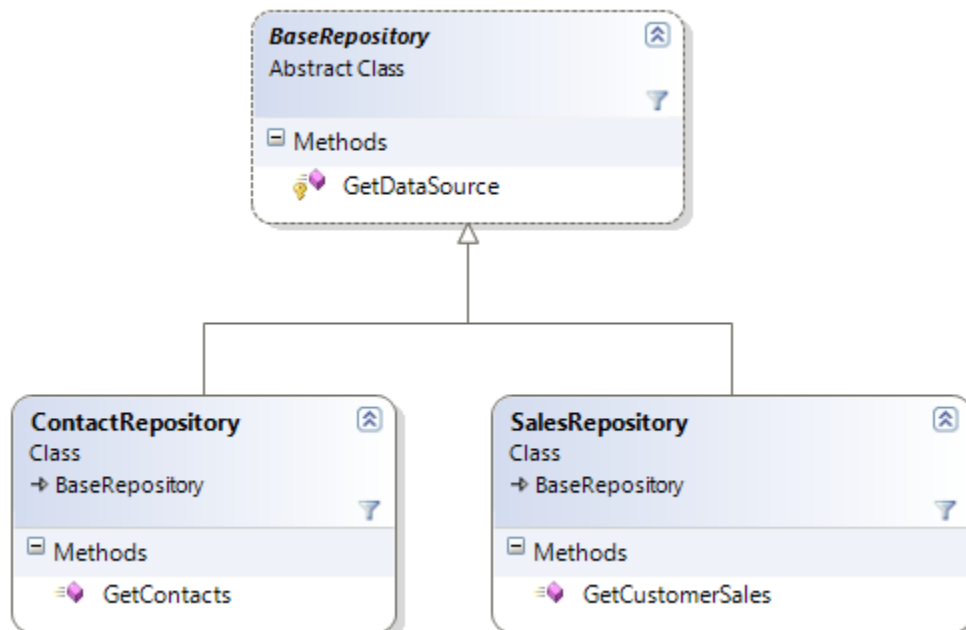 BaseRepository
Abstract Class
Methods
GetDataSource
ContactRepository
Class
BaseRepository
Methods
GetContacts
SalesRepository
Class
BaseRepository
Methods
GetCustomerSales